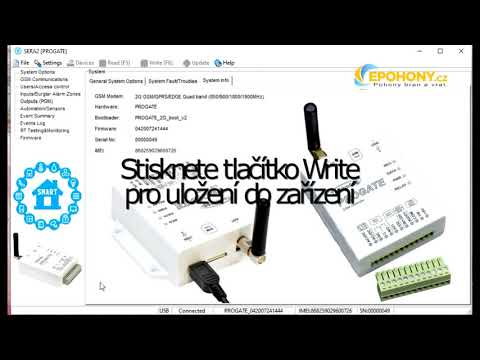 SERA2 [PROGATE]
File Settings Devices Read (F5) Write (F6) Update Help
System Options
GSM Communications
Users/Access control
Inputs/Burglar Alarm Zones
Outputs (PGM)
Automation/Sensors
Event Summary
Events Log
RT Testing&Monitoring
Firmware
System
General System Options System Fault/Troubles System Info
GSM Modem: 2G GSM/GPRS/EDGE Quad band (850/900/1800/1900MHz)
Hardware: PROGATE
Bootloader: PROGATE_2G_boot_v2
Firmware: 042007241444
Serial Number: 00000049
IMEI: 868259029600726
EPOHONY.cz
Pohony bran a vrat
SMART
PROGATE
Stisknete tlačítko Write
pro uložení do zařízení
USB Connected PROGATE_042007241444 IMEI:868259029600726 SN:00000049